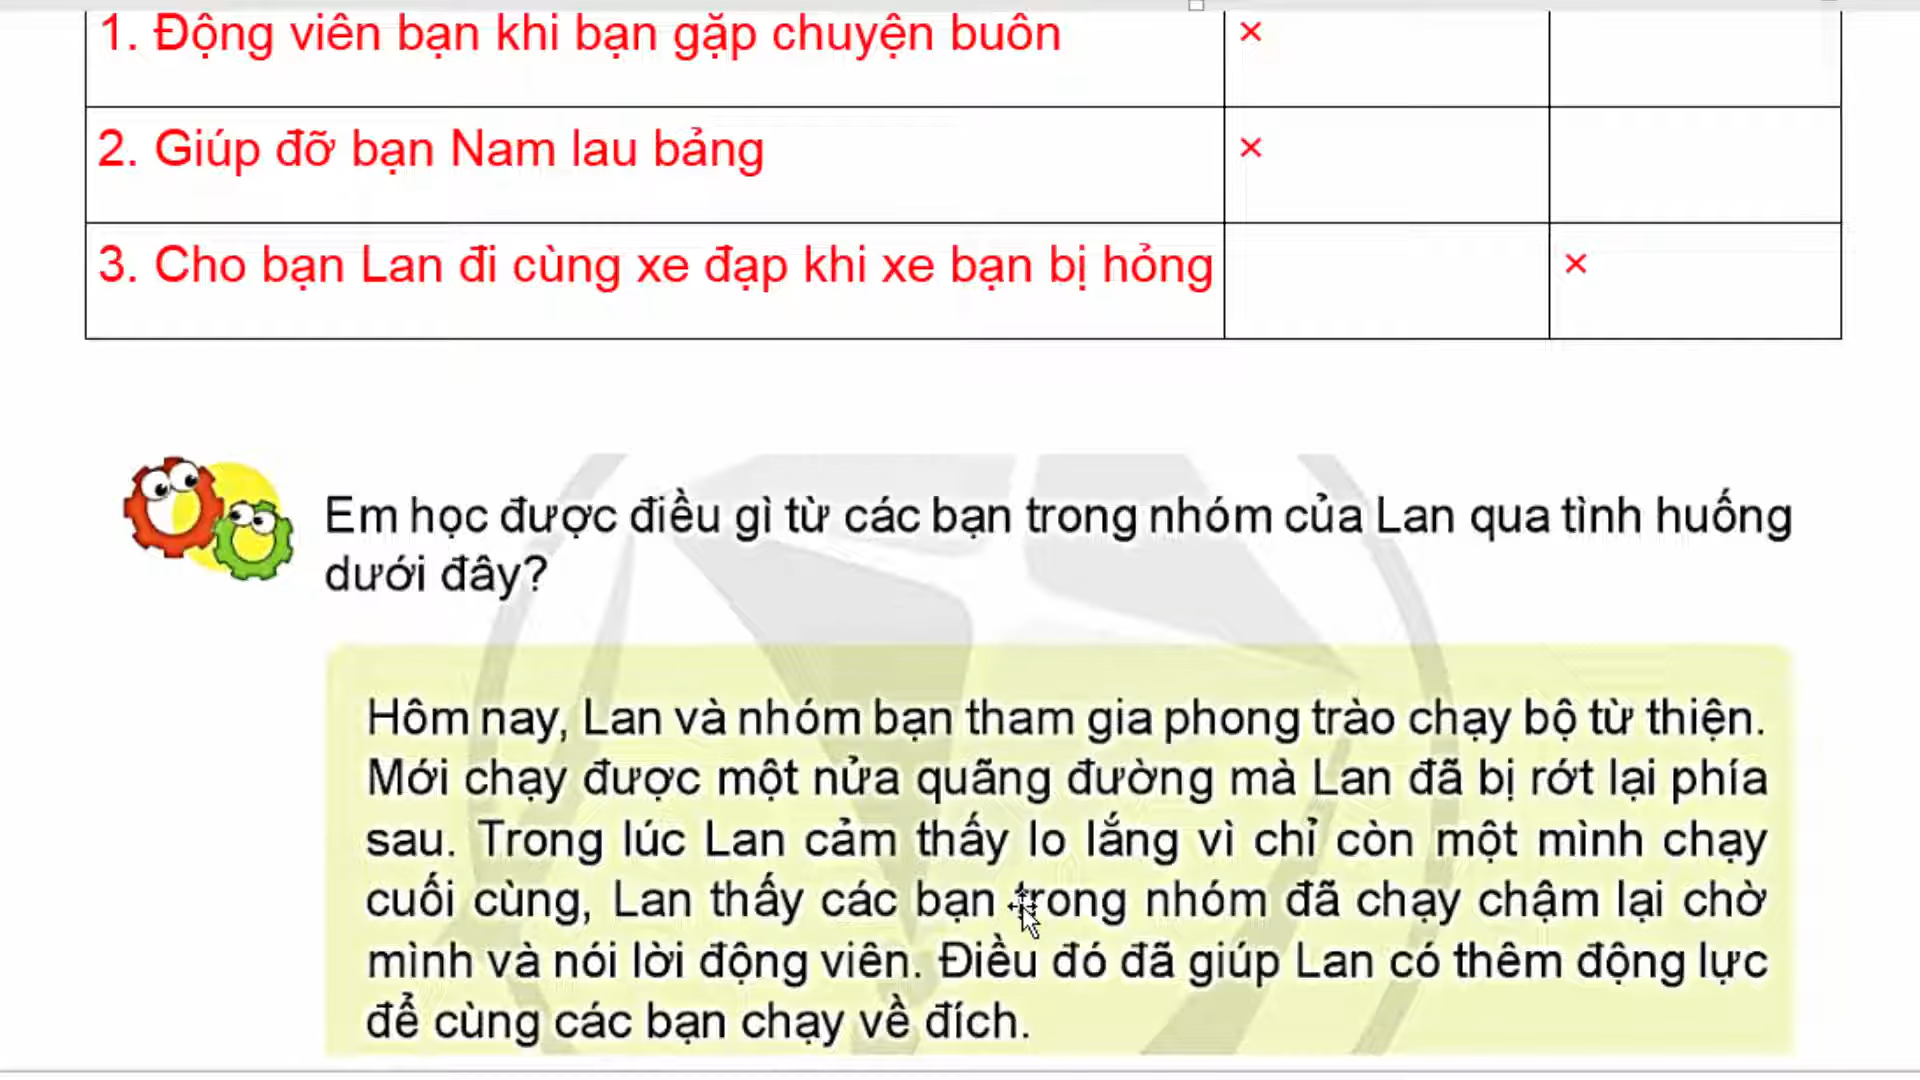 1. Động viên bạn khi bạn gặp chuyện buồn ×
2. Giúp đỡ bạn Nam lau bảng ×
3. Cho bạn Lan đi cùng xe đạp khi xe bạn bị hỏng ×
Em học được điều gì từ các bạn trong nhóm của Lan qua tình huống
dưới đây?
Hôm nay, Lan và nhóm bạn tham gia phong trào chạy bộ từ thiện.
Mới chạy được một nửa quãng đường mà Lan đã bị rớt lại phía
sau. Trong lúc Lan cảm thấy lo lắng vì chỉ còn một mình chạy
cuối cùng, Lan thấy các bạn trong nhóm đã chạy chậm lại chờ
mình và nói lời động viên. Điều đó đã giúp Lan có thêm động lực
để cùng các bạn chạy về đích.